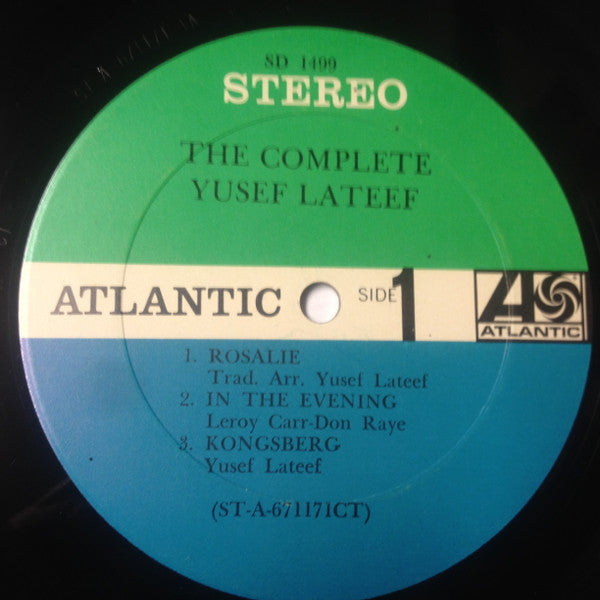 SD 1499
STEREO
THE COMPLETE
YUSEF LATEEF
ATLANTIC SIDE 1 ATLANTIC
1. ROSALIE
Trad. Arr. Yusef Lateef
2. IN THE EVENING
Leroy Carr-Don Raye
3. KONGSBERG
Yusef Lateef
(ST-A-671171CT)